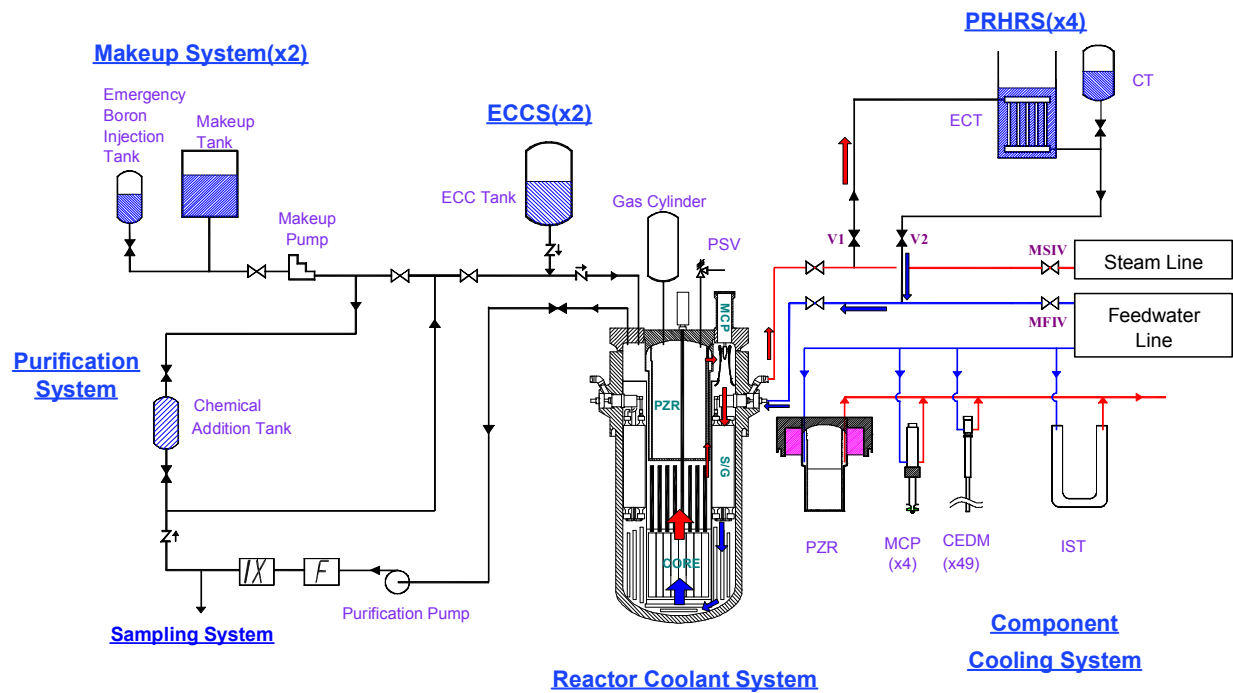 PRHRS(x4)
Makeup System(x2)
Emergency
Boron
Injection
Tank
Makeup
Tank
ECCS(x2)
CT
ECT
ECC Tank
Gas Cylinder
Makeup
Pump
PSV
V1
V2
MSIV
Steam Line
MCP
MFIV
Feedwater
Line
Purification
System
Chemical
Addition Tank
PZR
S/G
CORE
PZR
MCP
(x4)
CEDM
(x49)
IST
IX
F
Purification Pump
Sampling System
Component
Cooling System
Reactor Coolant System